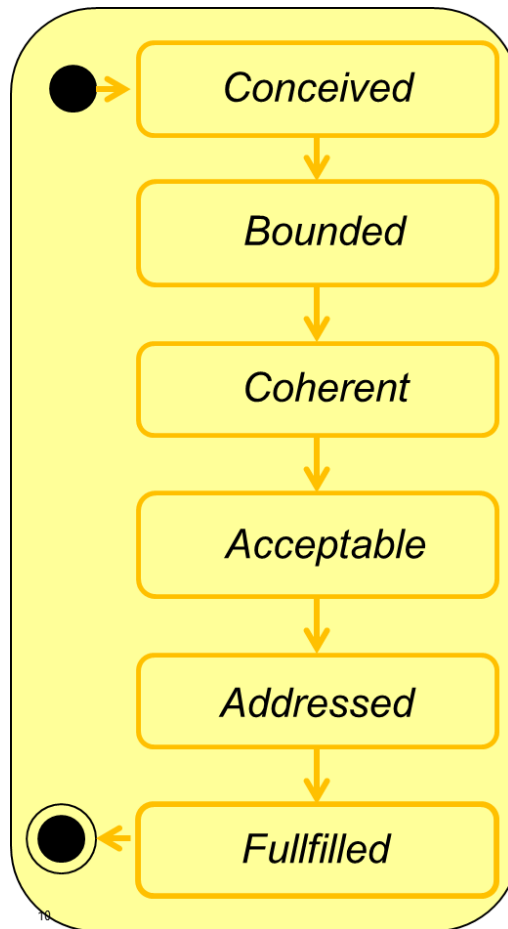 Conceived
Bounded
Coherent
Acceptable
Addressed
Fullfilled
10